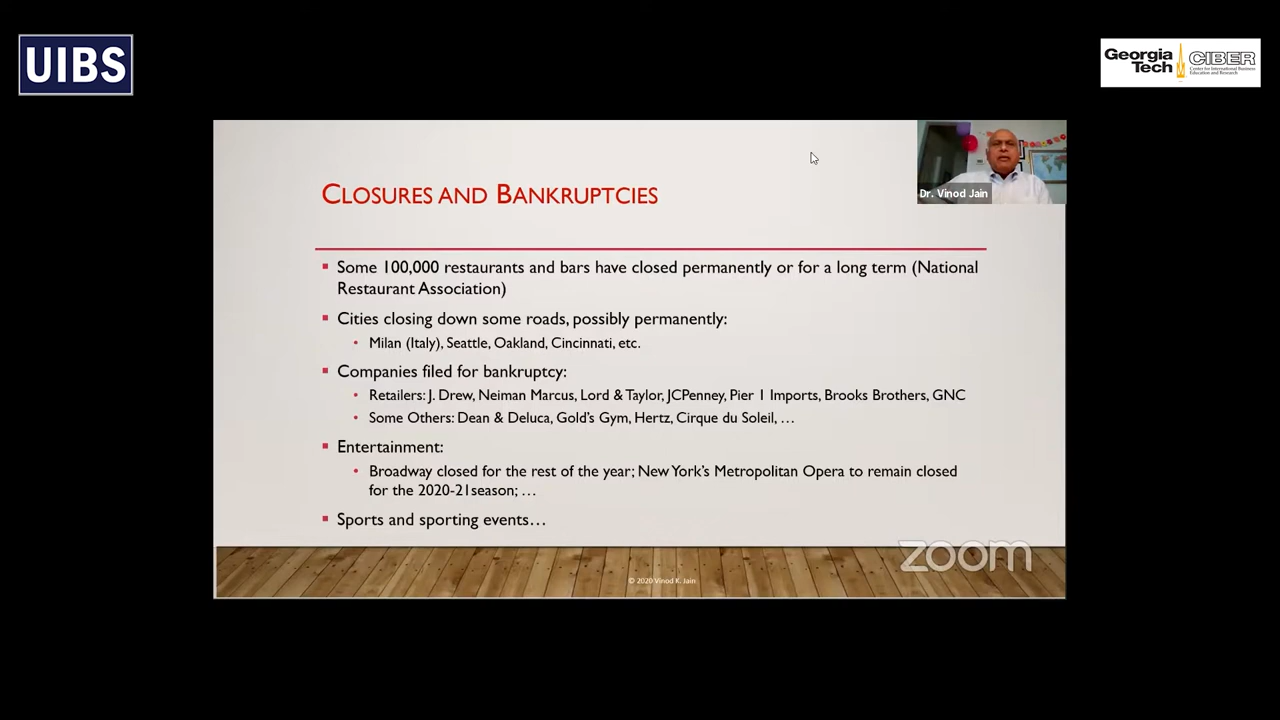 UIBS
Georgia
Tech
CIBER
Center for International Business
Education and Research
Dr. Vinod Jain
CLOSURES AND BANKRUPTCIES
Some 100,000 restaurants and bars have closed permanently or for a long term (National
Restaurant Association)
Cities closing down some roads, possibly permanently:
Milan (Italy), Seattle, Oakland, Cincinnati, etc.
Companies filed for bankruptcy:
Retailers: J. Drew, Neiman Marcus, Lord & Taylor, JCPenney, Pier 1 Imports, Brooks Brothers, GNC
Some Others: Dean & Deluca, Gold's Gym, Hertz, Cirque du Soleil, …
Entertainment:
Broadway closed for the rest of the year; New York's Metropolitan Opera to remain closed
for the 2020-21season; …
Sports and sporting events…
zoom
© 2020 Vinod K. Jain